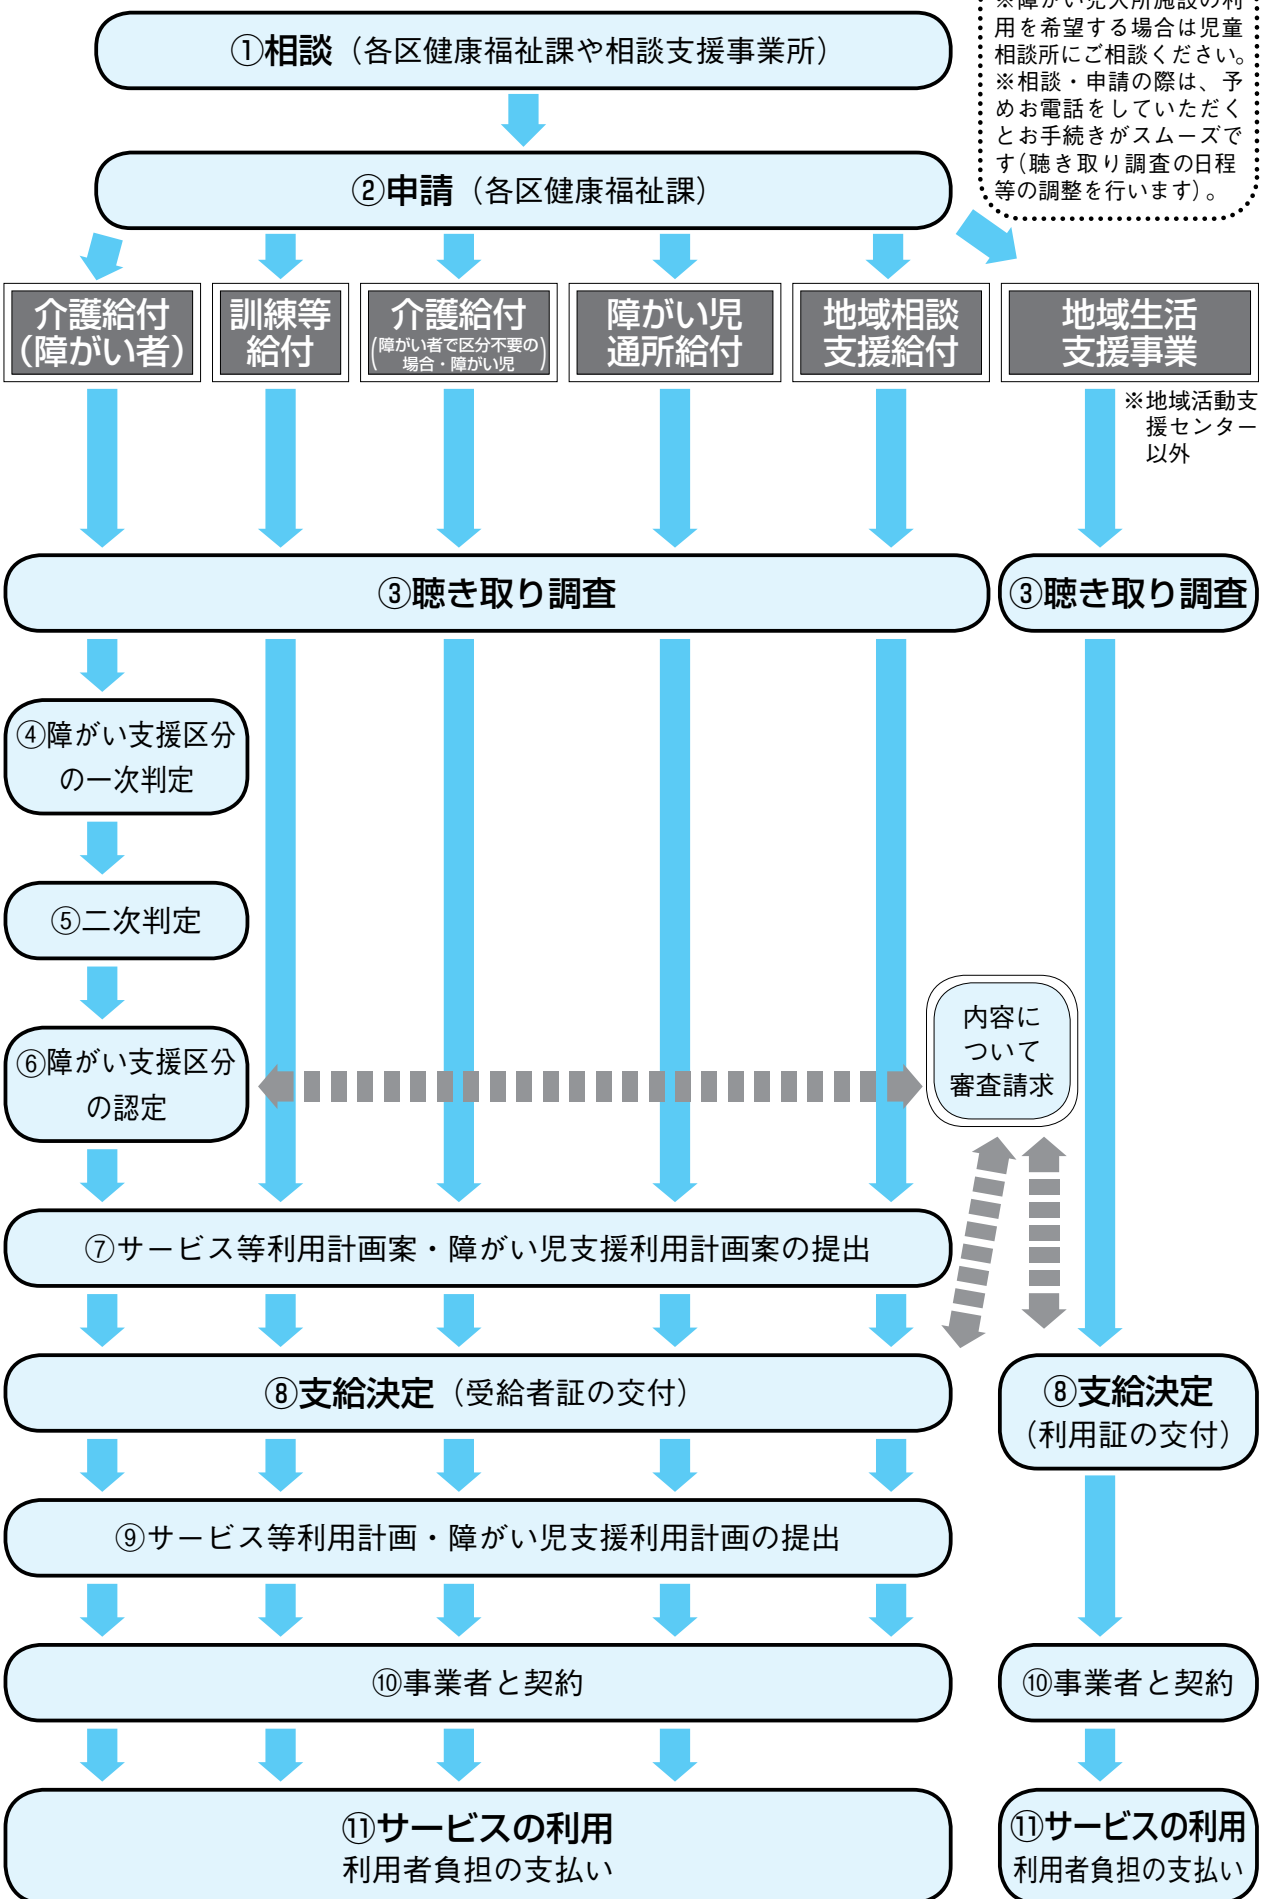 ①相談（各区健康福祉課や相談支援事業所）
※障がい児入所施設の利
用を希望する場合は児童
相談所にご相談ください。
※相談・申請の際は、予
めお電話をしていただく
とお手続きがスムーズで
す（聴き取り調査の日程
等の調整を行います）。
②申請（各区健康福祉課）
介護給付
（障がい者）
訓練等
給付
介護給付
（障がい者で区分不要の
場合・障がい児）
障がい児
通所給付
地域相談
支援給付
地域生活
支援事業
※地域活動支
援センター
以外
③聴き取り調査
③聴き取り調査
④障がい支援区分
の一次判定
⑤二次判定
⑥障がい支援区分
の認定
内容に
ついて
審査請求
⑦サービス等利用計画案・障がい児支援利用計画案の提出
⑧支給決定（受給者証の交付）
⑧支給決定
（利用証の交付）
⑨サービス等利用計画・障がい児支援利用計画の提出
⑩事業者と契約
⑩事業者と契約
⑪サービスの利用
利用者負担の支払い
⑪サービスの利用
利用者負担の支払い